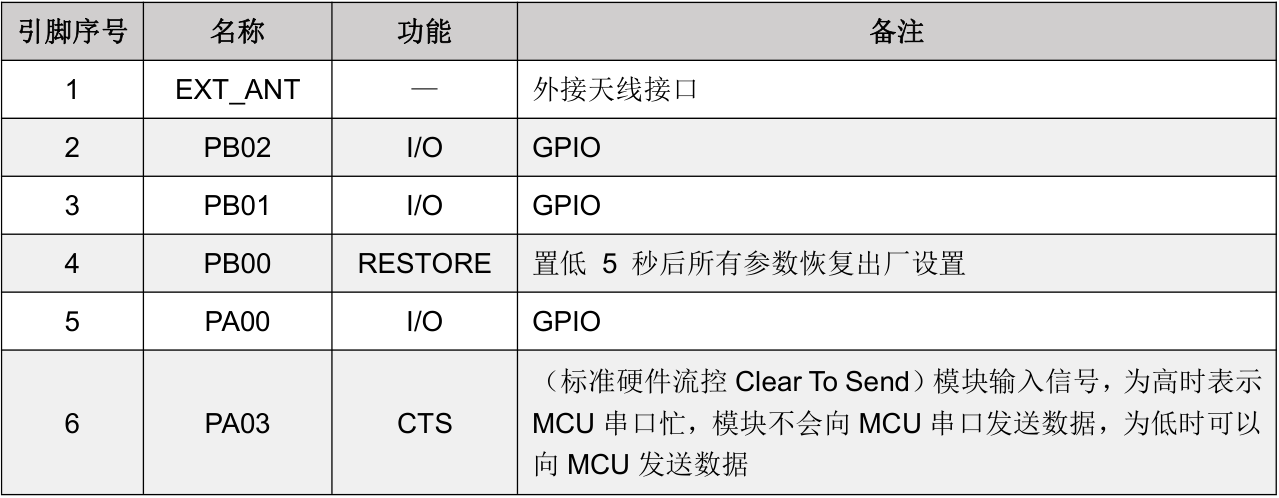 引脚序号 名称 功能 备注
1 EXT_ANT — 外接天线接口
2 PB02 I/O GPIO
3 PB01 I/O GPIO
4 PB00 RESTORE 置低 5 秒后所有参数恢复出厂设置
5 PA00 I/O GPIO
6 PA03 CTS （标准硬件流控 Clear To Send）模块输入信号，为高时表示
MCU 串口忙，模块不会向 MCU 串口发送数据，为低时可以
向 MCU 发送数据